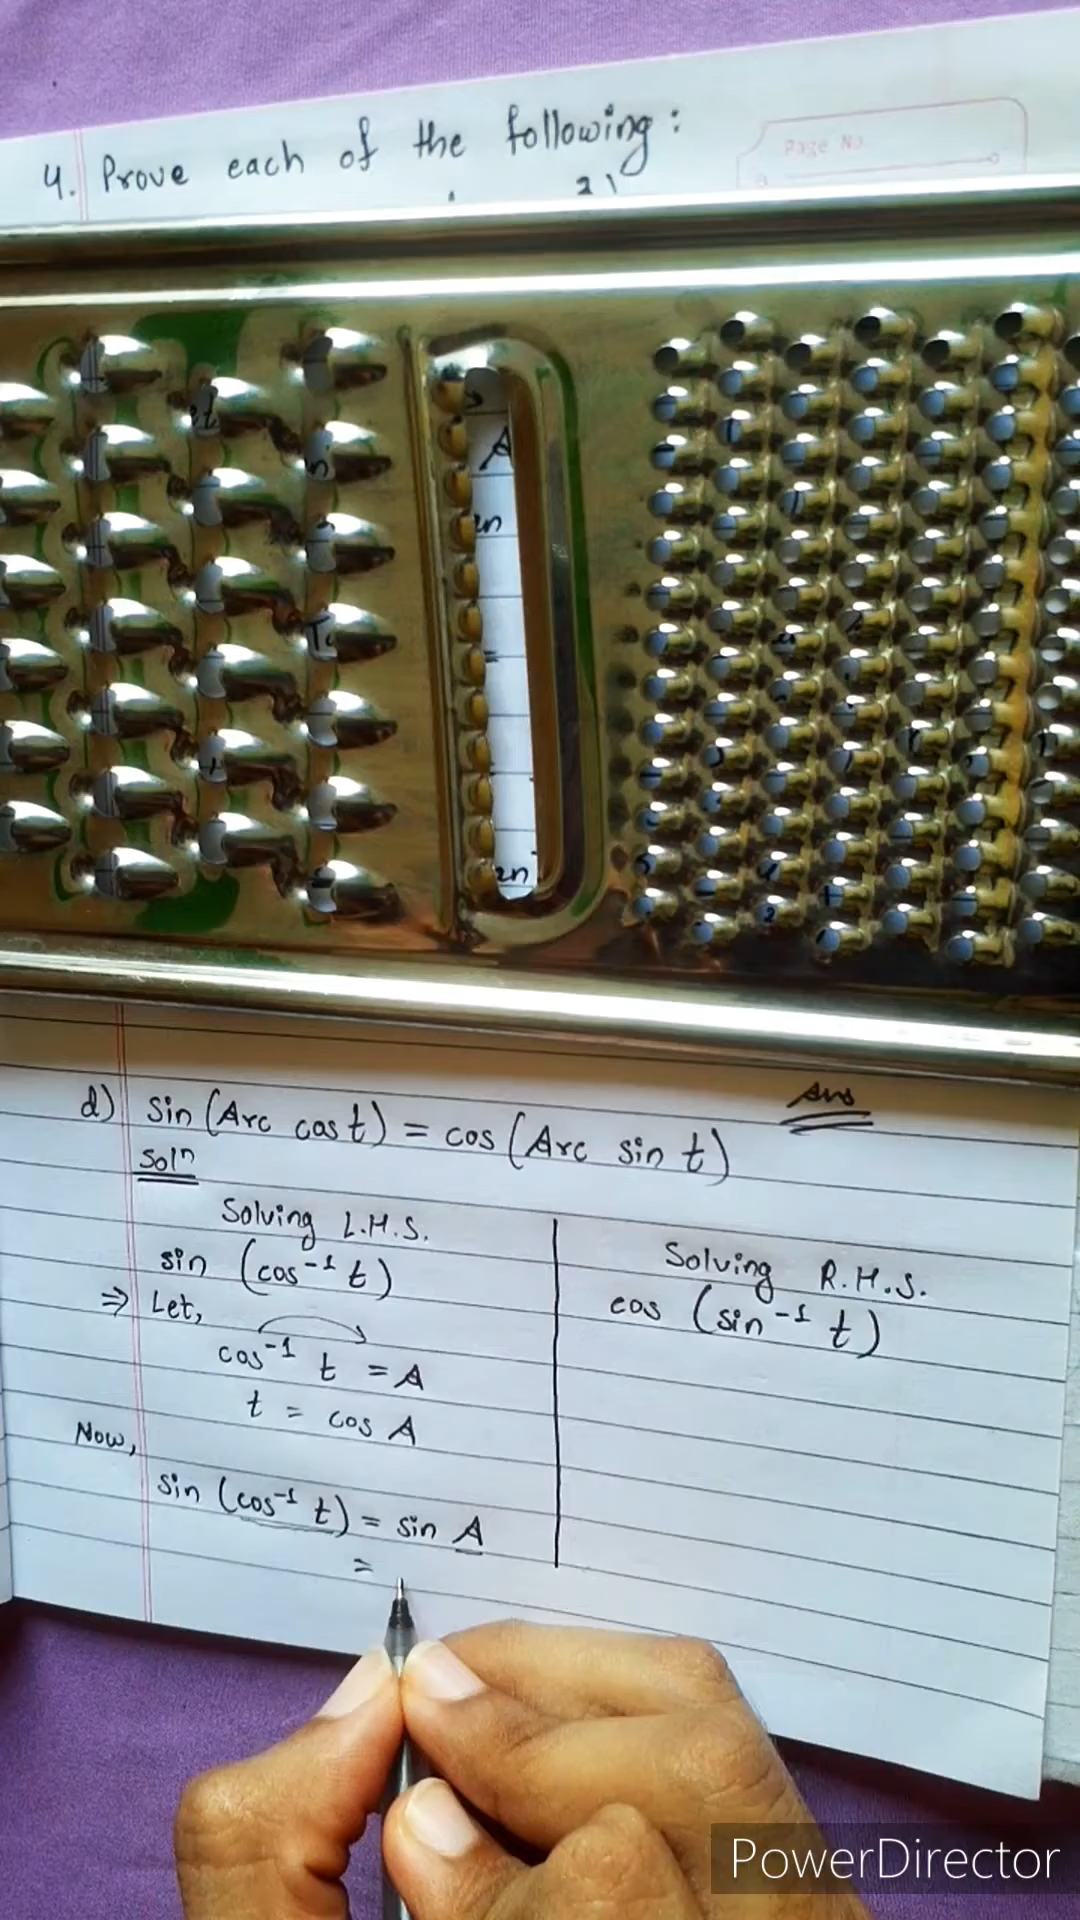 4. Prove each of the following:
Page No.
Ans
d) sin (Arc cos t) = cos (Arc sin t)
Solⁿ
Solving L.H.S.
sin (cos⁻¹ t)
⇒ Let,
cos⁻¹ t = A
t = cos A
Now,
sin (cos⁻¹ t) = sin A
=
Solving R.H.S.
cos (sin⁻¹ t)
PowerDirector